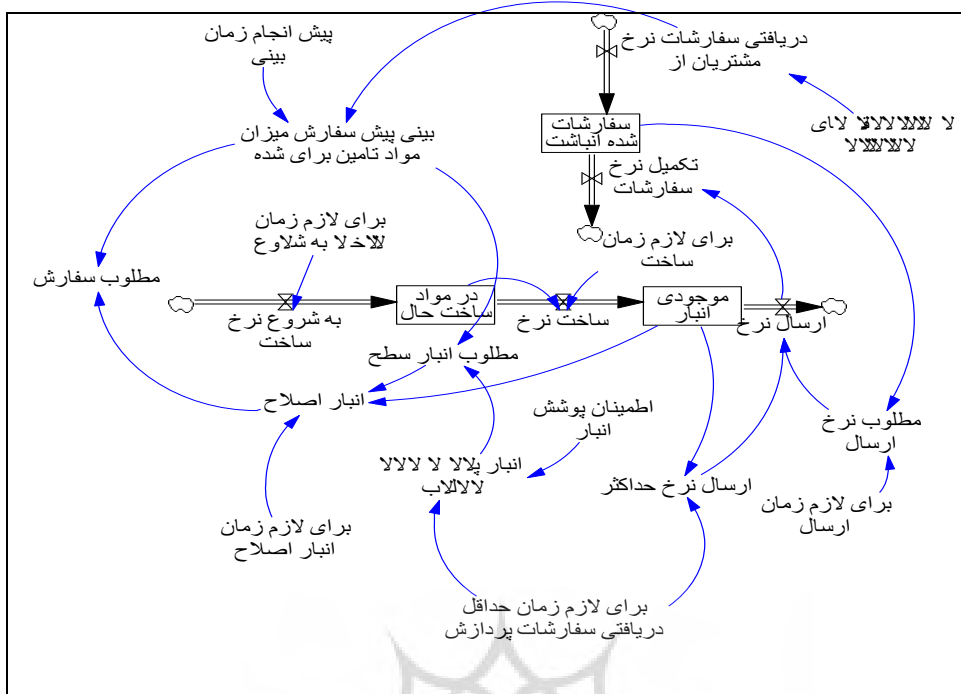 پیش انجام زمان
بینی
دریافتی سفارشات نرخ
مشتریان از
بینی پیش سفارش میزان
مواد تامین برای شده
سفارشات
شده انباشت
تکمیل نرخ
سفارشات
برای لازم زمان
به
برای لازم زمان
ساخت
مطلوب سفارش
در مواد
ساخت حال
موجودی
انبار
به شروع نرخ
ساخت
ساخت نرخ
ارسال نرخ
مطلوب انبار سطح
انبار اصلاح
اطمینان پوشش
انبار
مطلوب نرخ
ارسال
انبار
ارسال نرخ حداکثر
برای لازم زمان
ارسال
برای لازم زمان
انبار اصلاح
برای لازم زمان حداقل
دریافتی سفارشات پردازش